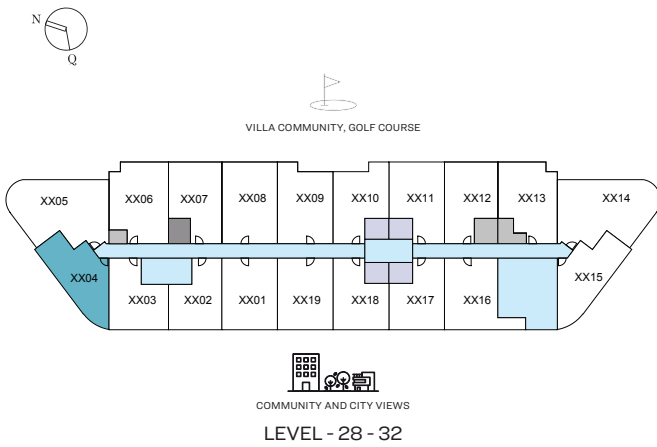 N
Q
VILLA COMMUNITY, GOLF COURSE
XX05
XX06
XX07
XX08
XX09
XX10
XX11
XX12
XX13
XX14
XX04
XX03
XX02
XX01
XX19
XX18
XX17
XX16
XX15
COMMUNITY AND CITY VIEWS
LEVEL - 28 - 32